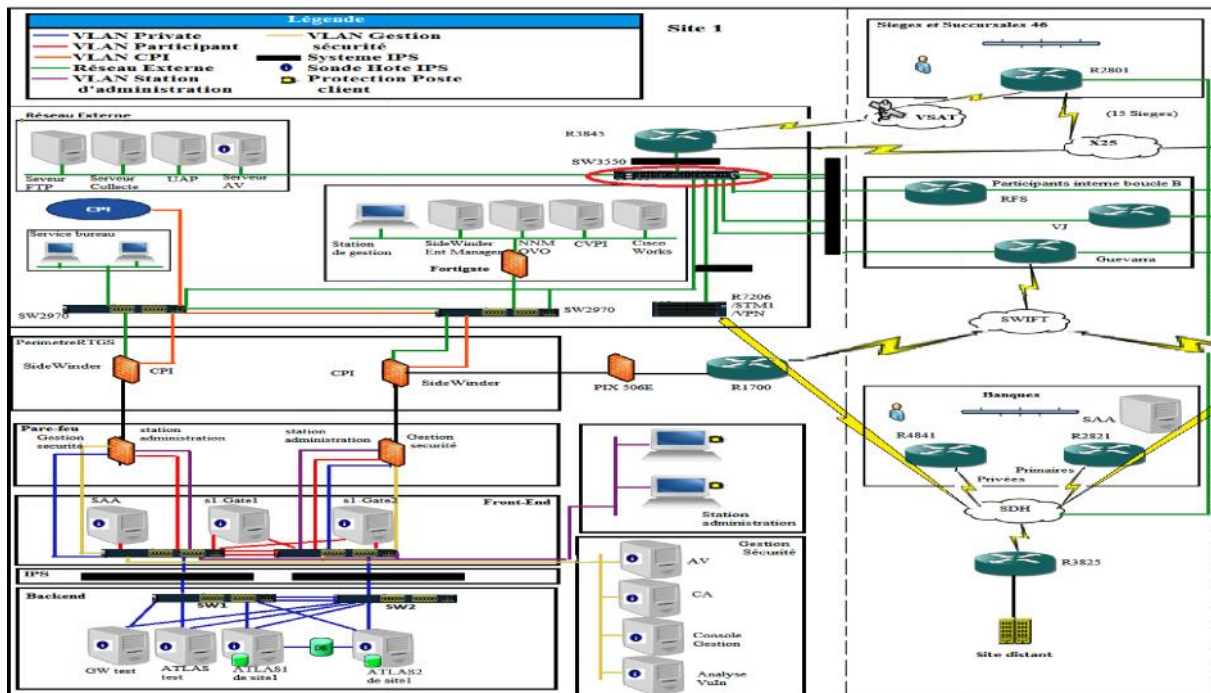 Légende
VLAN Private
VLAN Participant
VLAN CPI
Réseau Externe
VLAN Station
d'administration
VLAN Gestion
sécurité
Systeme IPS
Sonde Hote IPS
Protection Poste
client
Site 1
Sieges et Succursales 46
R2801
(15 Sieges)
VSAT
X25
R3845
SW3550
Réseau Externe
Serveur
Collecte
UAP
Serveur
AV
FTP
CPI
Service bureau
Station
de gestion
SideWinder
Ent Manager
NNM
OVO
CVPI
Cisco
Works
Fortigate
SW2970
SW2970
R7206
/STM1
/VPN
Participants interne boucle B
RFS
VJ
Guevarra
SWIFT
PerimetreRTGS
SideWinder
CPI
CPI
SideWinder
PIX 506E
R1700
Banques
SAA
R4841
R2821
Primaires
Privées
SDH
R3825
Site distant
Pare-feu
Gestion
securité
station
administration
station
administration
Gestion
securité
SAA
s1-Gate1
s1-Gate2
Front-End
Station
administration
IPS
Backend
SW1
SW2
GW test
ATLAS
test
ATLAS1
de site1
DB
ATLAS2
de site1
Gestion
Sécurité
AV
CA
Console
Gestion
Analyse
Vuln